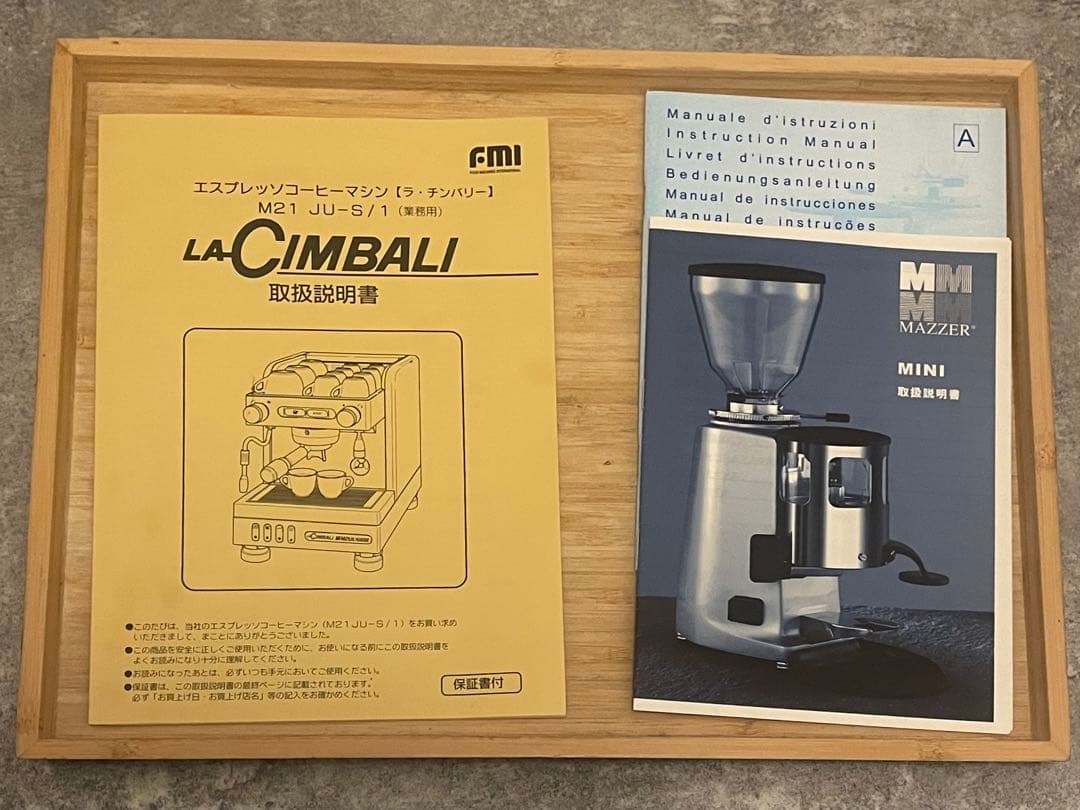 FMI
エスプレッソコーヒーマシン【ラ・チンバリー】
M21 JU-S/1（業務用）
LA CIMBALI
取扱説明書
CIMBALI
●このたびは、当社のエスプレッソコーヒーマシン（M21JU-S/1）をお買い求め
いただきまして、まことにありがとうございました。
●この商品を安全に正しくご使用いただくために、お使いになる前にこの取扱説明書を
よくお読みになり十分に理解してください。
●お読みになったあとは、必ずいつも手元においてご使用ください。
●保証書は、この取扱説明書の最終ページに記載されております。
必ず「お買上げ日・お買上げ店名」等の記入をお確かめください。
保証書付
Manuale d'istruzioni
Instruction Manual
Livret d'instructions
Bedienungsanleitung
Manual de instrucciones
Manual de instruções
A
MAZZER®
MINI
取扱説明書